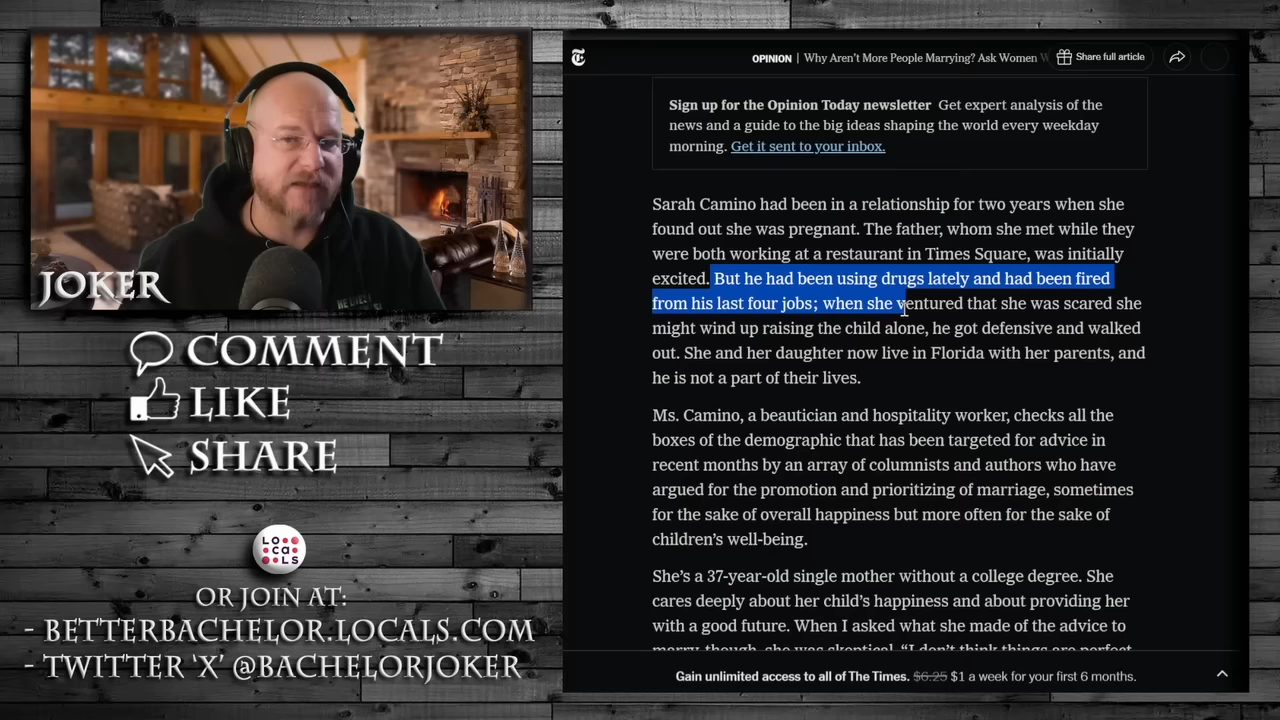 JOKER
COMMENT
LIKE
SHARE
LOcaLS
OR JOIN AT:
- BETTERBACHELOR.LOCALS.COM
- TWITTER 'X' @BACHELORJOKER
OPINION | Why Aren't More People Marrying? Ask Women
Share full article
Sign up for the Opinion Today newsletter Get expert analysis of the
news and a guide to the big ideas shaping the world every weekday
morning. Get it sent to your inbox.
Sarah Camino had been in a relationship for two years when she
found out she was pregnant. The father, whom she met while they
were both working at a restaurant in Times Square, was initially
excited. But he had been using drugs lately and had been fired
from his last four jobs; when she ventured that she was scared she
might wind up raising the child alone, he got defensive and walked
out. She and her daughter now live in Florida with her parents, and
he is not a part of their lives.
Ms. Camino, a beautician and hospitality worker, checks all the
boxes of the demographic that has been targeted for advice in
recent months by an array of columnists and authors who have
argued for the promotion and prioritizing of marriage, sometimes
for the sake of overall happiness but more often for the sake of
children's well-being.
She's a 37-year-old single mother without a college degree. She
cares deeply about her child's happiness and about providing her
with a good future. When I asked what she made of the advice to
marry, though, she was skeptical. "I don't think things are perfect
Gain unlimited access to all of The Times. $6.25 $1 a week for your first 6 months.